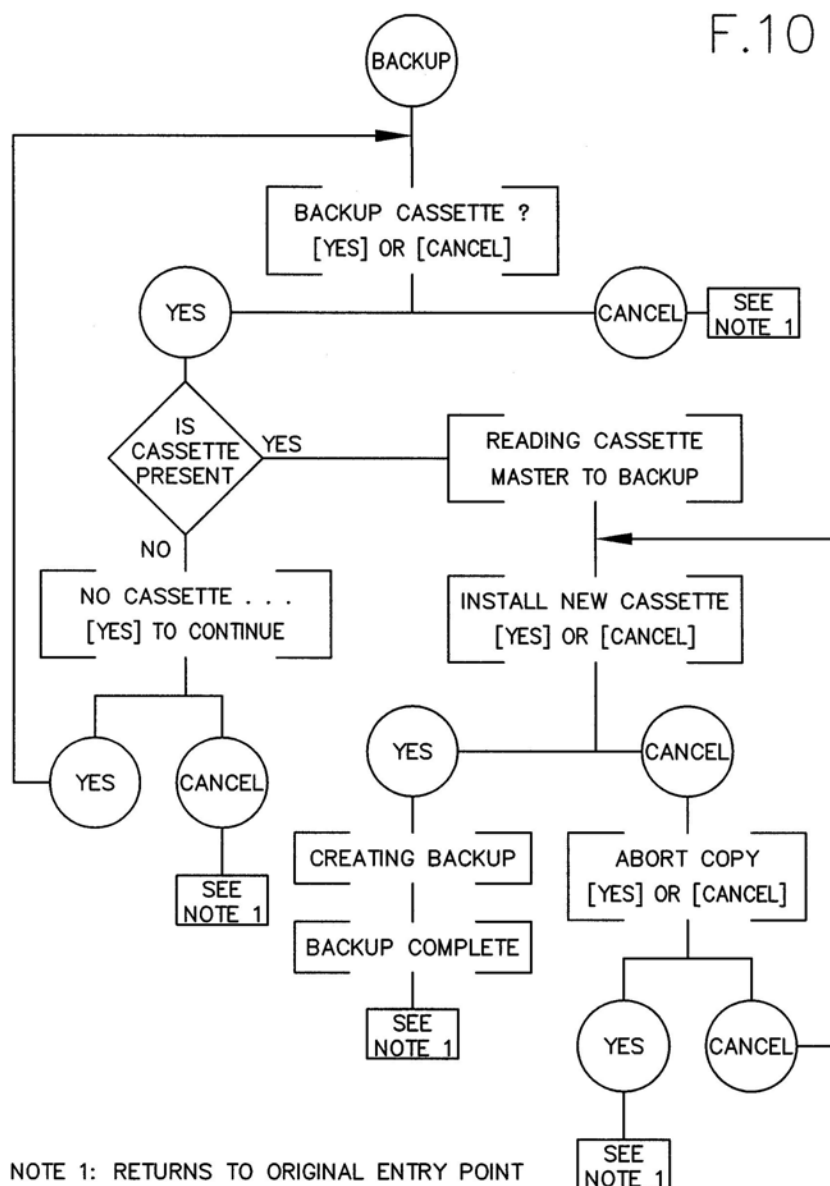 F.10
BACKUP
BACKUP CASSETTE ?
[YES] OR [CANCEL]
YES
CANCEL
SEE
NOTE 1
IS
CASSETTE
PRESENT
YES
NO
READING CASSETTE
MASTER TO BACKUP
NO CASSETTE . . .
[YES] TO CONTINUE
INSTALL NEW CASSETTE
[YES] OR [CANCEL]
YES
CANCEL
SEE
NOTE 1
YES
CANCEL
CREATING BACKUP
BACKUP COMPLETE
SEE
NOTE 1
ABORT COPY
[YES] OR [CANCEL]
YES
CANCEL
SEE
NOTE 1
NOTE 1: RETURNS TO ORIGINAL ENTRY POINT